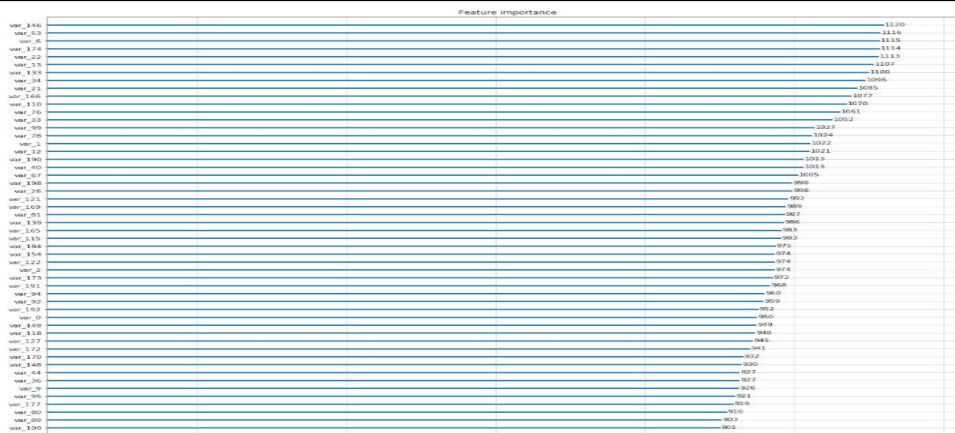 Feature importance
var_146 1120
var_53 1116
var_6 1115
var_174 1114
var_22 1113
var_13 1107
var_133 1100
var_34 1096
var_21 1085
var_166 1077
var_110 1070
var_76 1061
var_33 1052
var_99 1027
var_78 1024
var_1 1022
var_12 1021
var_190 1013
var_40 1013
var_67 1005
var_198
var_26 998
var_121 992
var_169 989
var_81 987
var_139 986
var_165 983
var_115 983
var_184 975
var_154 974
var_122 974
var_2 974
var_173 972
var_191 968
var_94 960
var_92 959
var_192 952
var_0 950
var_149 949
var_118 948
var_127 945
var_172 941
var_170 932
var_148 930
var_44 927
var_36 927
var_9 926
var_95 921
var_177
var_80 910
var_89
var_109 901